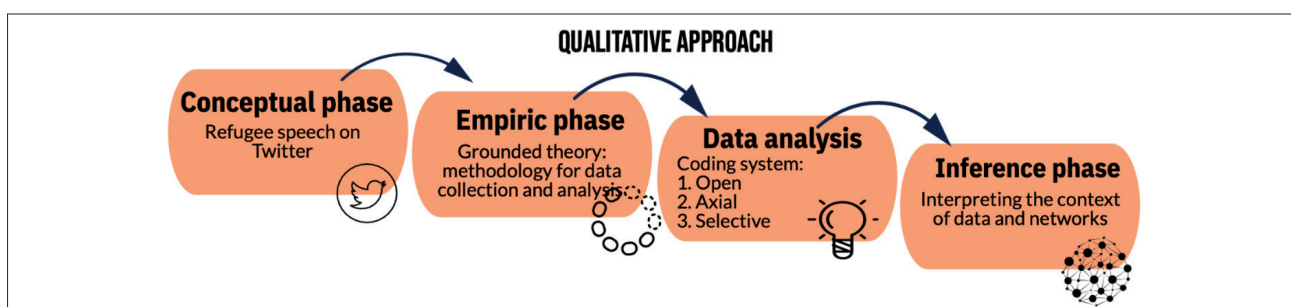 QUALITATIVE APPROACH
Conceptual phase
Refugee speech on
Twitter
Empiric phase
Grounded theory:
methodology for data
collection and analysis
Data analysis
Coding system:
1. Open
2. Axial
3. Selective
Inference phase
Interpreting the context
of data and networks